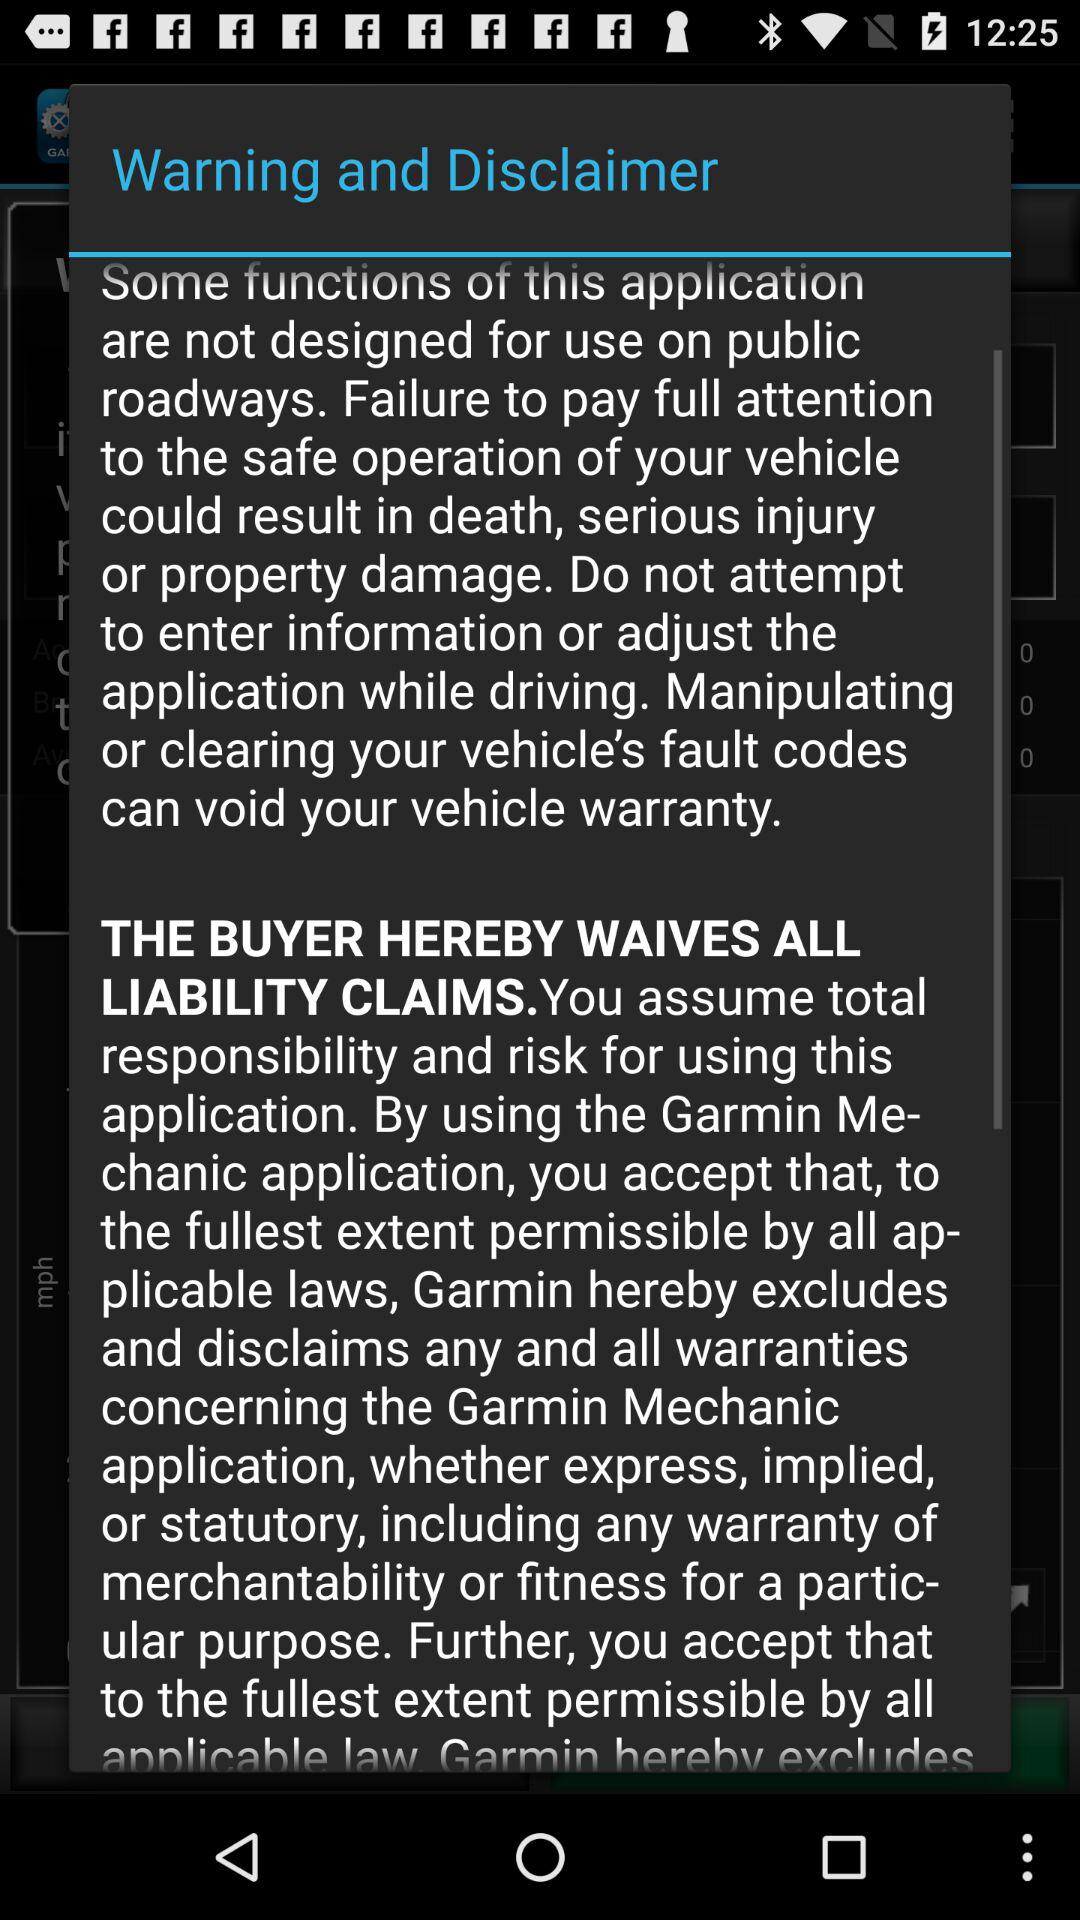 12:25
GA
Warning and Disclaimer
Some functions of this application
are not designed for use on public
roadways. Failure to pay full attention
to the safe operation of your vehicle
could result in death, serious injury
or property damage. Do not attempt
to enter information or adjust the
application while driving. Manipulating
or clearing your vehicle’s fault codes
can void your vehicle warranty.
THE BUYER HEREBY WAIVES ALL
LIABILITY CLAIMS.You assume total
responsibility and risk for using this
application. By using the Garmin Me-
chanic application, you accept that, to
the fullest extent permissible by all ap-
plicable laws, Garmin hereby excludes
and disclaims any and all warranties
concerning the Garmin Mechanic
application, whether express, implied,
or statutory, including any warranty of
merchantability or fitness for a partic-
ular purpose. Further, you accept that
to the fullest extent permissible by all
applicable law, Garmin hereby excludes
0
0
0
mph